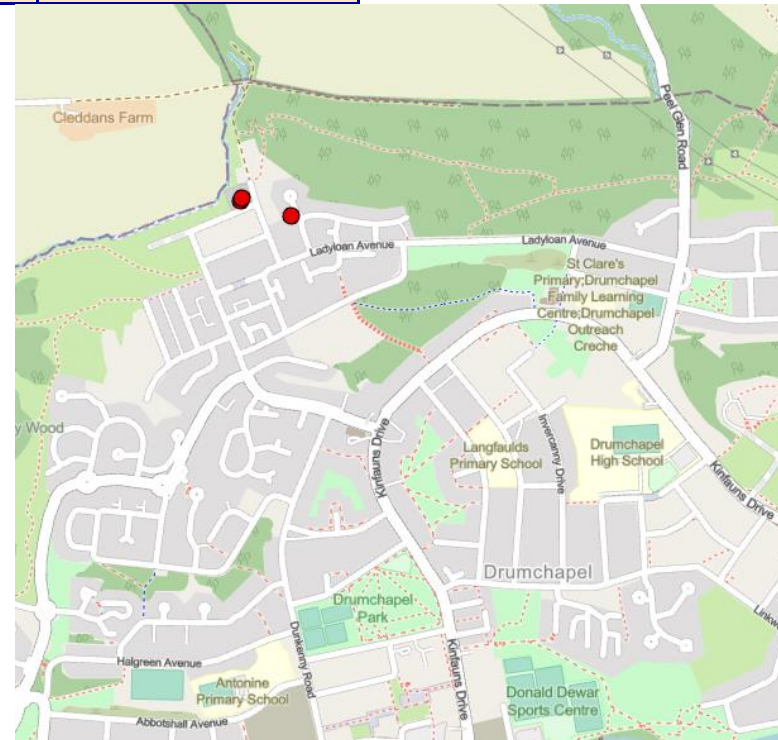 Cleddans Farm
Peel Glen Road
Ladyloan Avenue
Ladyloan Avenue
St Clare's
Primary;Drumchapel
Family Learning
Centre;Drumchapel
Outreach
Creche
y Wood
Kinfauns Drive
Langfaulds
Primary School
Invercanny Drive
Drumchapel
High School
Kinfauns Drive
Drumchapel
Drumchapel
Park
Linkw
Dunkenny Road
Kinfauns Drive
Halgreen Avenue
Antonine
Primary School
Donald Dewar
Sports Centre
Abbotshall Avenue